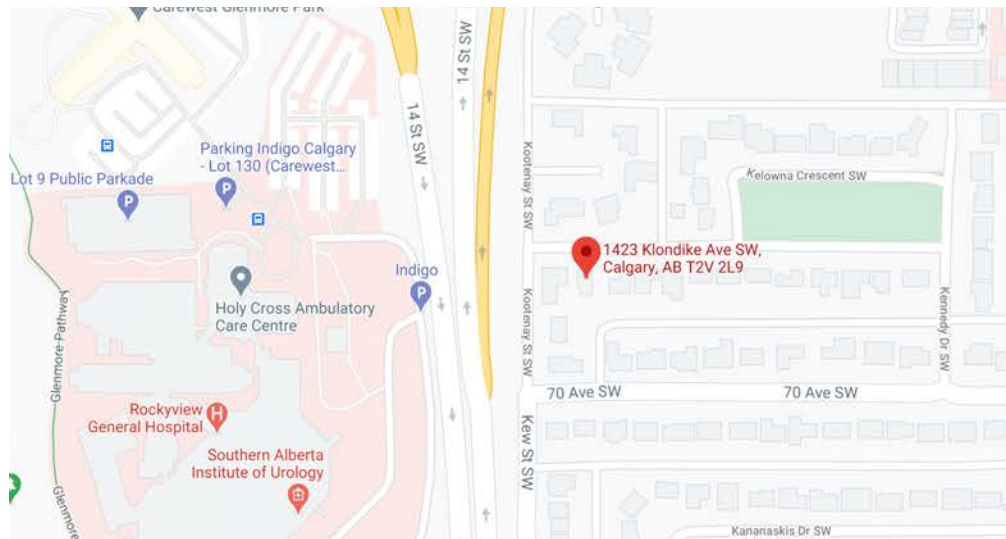 Carewest Glenmore Park
14 St SW
14 St SW
Kootenay St SW
Parking Indigo Calgary
- Lot 130 (Carewest...
Lot 9 Public Parkade
P
P
Kelowna Crescent SW
1423 Klondike Ave SW,
Calgary, AB T2V 2L9
Indigo
P
Holy Cross Ambulatory
Care Centre
Glenmore Pathway
Kootenay St SW
Kennedy Dr SW
70 Ave SW
70 Ave SW
Rockyview
General Hospital
H
Kew St SW
Southern Alberta
Institute of Urology
Glenmore
Kananaskis Dr SW